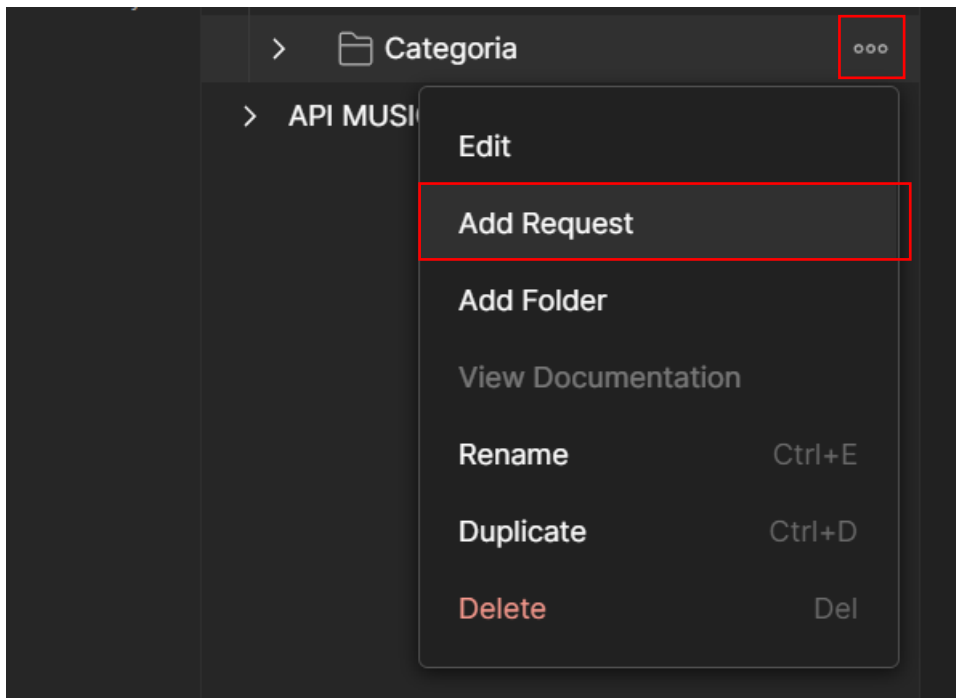 Categoria
API MUSI
Edit
Add Request
Add Folder
View Documentation
Rename Ctrl+E
Duplicate Ctrl+D
Delete Del